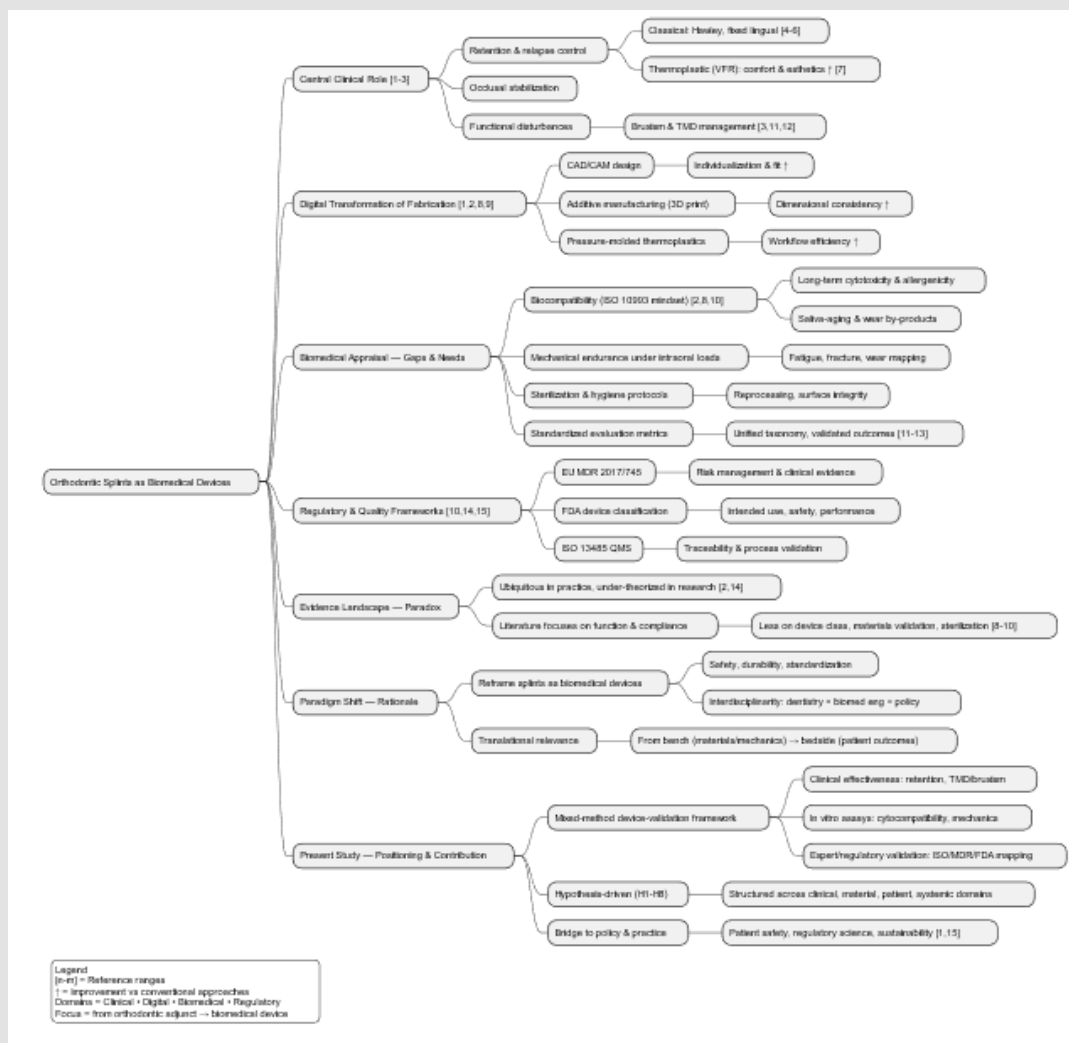 Classical: Hawley, fixed lingual [4-6]
Retention & relapse control
Thermoplastic (VFR): comfort & esthetics ↑ [7]
Central Clinical Role [1-3]
Occlusal stabilization
Functional disturbances
Bruxism & TMD management [3,11,12]
CAD/CAM design
Individualization & fit ↑
Digital Transformation of Fabrication [1,2,8,9]
Additive manufacturing (3D print)
Dimensional consistency ↑
Pressure-molded thermoplastics
Workflow efficiency ↑
Long-term cytotoxicity & allergenicity
Biocompatibility (ISO 10993 mindset) [2,8,10]
Saliva-aging & wear by-products
Biomedical Appraisal — Gaps & Needs
Mechanical endurance under intraoral loads
Fatigue, fracture, wear mapping
Sterilization & hygiene protocols
Reprocessing, surface integrity
Standardized evaluation metrics
Unified taxonomy, validated outcomes [11-13]
Orthodontic Splints as Biomedical Devices
EU MDR 2017/745
Risk management & clinical evidence
Regulatory & Quality Frameworks [10,14,15]
FDA device classification
Intended use, safety, performance
ISO 13485 QMS
Traceability & process validation
Ubiquitous in practice, under-theorized in research [2,14]
Evidence Landscape — Paradox
Literature focuses on function & compliance
Less on device class, materials validation, sterilization [8-10]
Safety, durability, standardization
Reframe splints as biomedical devices
Paradigm Shift — Rationale
Interdisciplinarity: dentistry × biomed eng × policy
Translational relevance
From bench (materials/mechanics) → bedside (patient outcomes)
Clinical effectiveness: retention, TMD/bruxism
Mixed-method device-validation framework
In vitro assays: cytocompatibility, mechanics
Present Study — Positioning & Contribution
Expert/regulatory validation: ISO/MDR/FDA mapping
Hypothesis-driven (H1-H8)
Structured across clinical, material, patient, systemic domains
Bridge to policy & practice
Patient safety, regulatory science, sustainability [1,15]
Legend
[n-m] = Reference ranges
↑ = Improvement vs conventional approaches
Domains = Clinical • Digital • Biomedical • Regulatory
Focus = from orthodontic adjunct → biomedical device